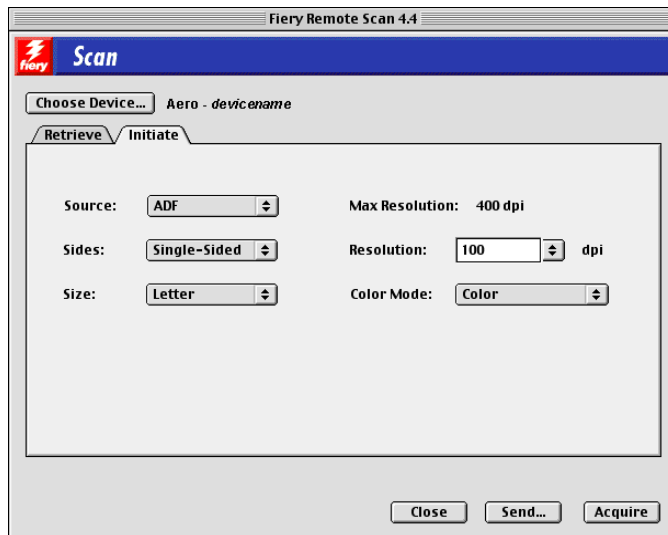 Fiery Remote Scan 4.4
fiery Scan
Choose Device... Aero - devicename
Retrieve Initiate
Source: ADF Max Resolution: 400 dpi
Sides: Single-Sided Resolution: 100 dpi
Size: Letter Color Mode: Color
Close Send... Acquire